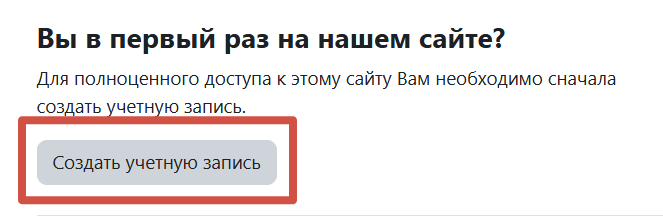 Вы в первый раз на нашем сайте?
Для полноценного доступа к этому сайту Вам необходимо сначала
создать учетную запись.
Создать учетную запись